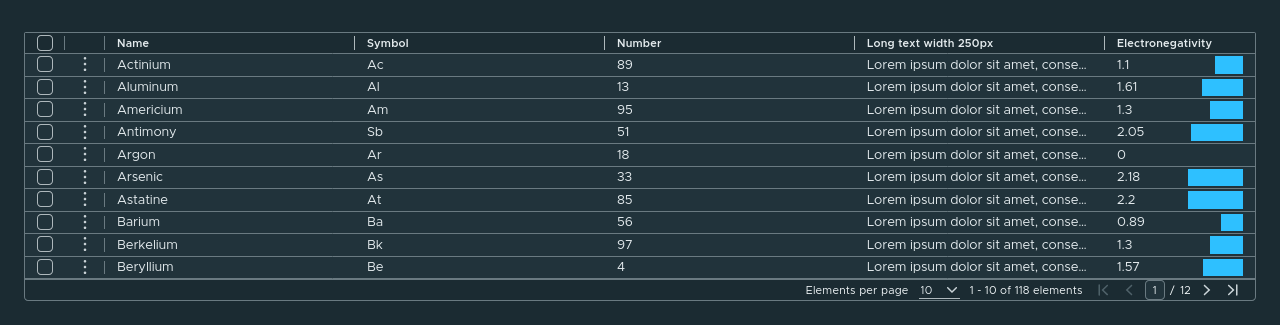 Name Symbol Number Long text width 250px Electronegativity
Actinium Ac 89 Lorem ipsum dolor sit amet, conse... 1.1
Aluminum Al 13 Lorem ipsum dolor sit amet, conse... 1.61
Americium Am 95 Lorem ipsum dolor sit amet, conse... 1.3
Antimony Sb 51 Lorem ipsum dolor sit amet, conse... 2.05
Argon Ar 18 Lorem ipsum dolor sit amet, conse... 0
Arsenic As 33 Lorem ipsum dolor sit amet, conse... 2.18
Astatine At 85 Lorem ipsum dolor sit amet, conse... 2.2
Barium Ba 56 Lorem ipsum dolor sit amet, conse... 0.89
Berkelium Bk 97 Lorem ipsum dolor sit amet, conse... 1.3
Beryllium Be 4 Lorem ipsum dolor sit amet, conse... 1.57
Elements per page 10 1 - 10 of 118 elements 1 / 12